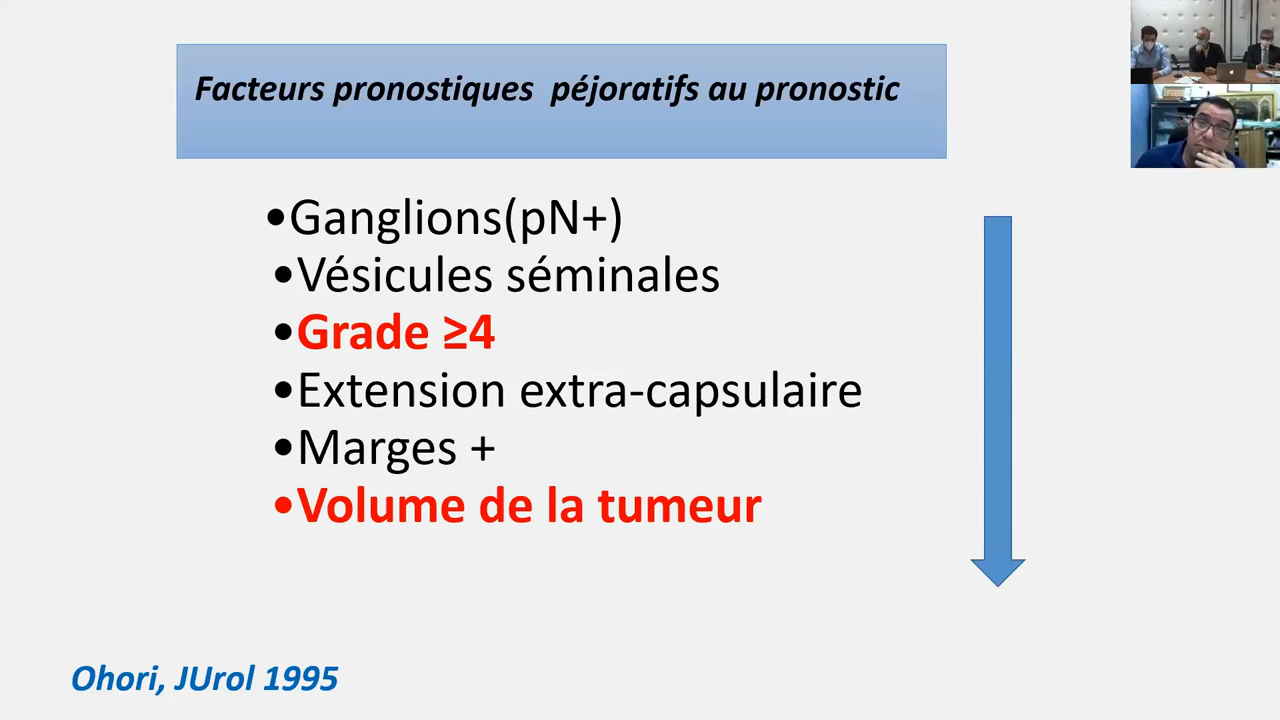 Facteurs pronostiques  péjoratifs au pronostic
•Ganglions(pN+)
•Vésicules séminales
•Grade ≥4
•Extension extra-capsulaire
•Marges +
•Volume de la tumeur
Ohori, JUrol 1995